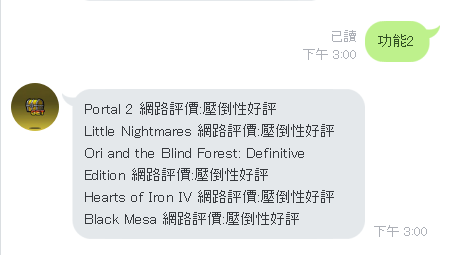 已讀
下午 3:00
功能2
Portal 2 網路評價:壓倒性好評
Little Nightmares 網路評價:壓倒性好評
Ori and the Blind Forest: Definitive
Edition 網路評價:壓倒性好評
Hearts of Iron IV 網路評價:壓倒性好評
Black Mesa 網路評價:壓倒性好評
下午 3:00